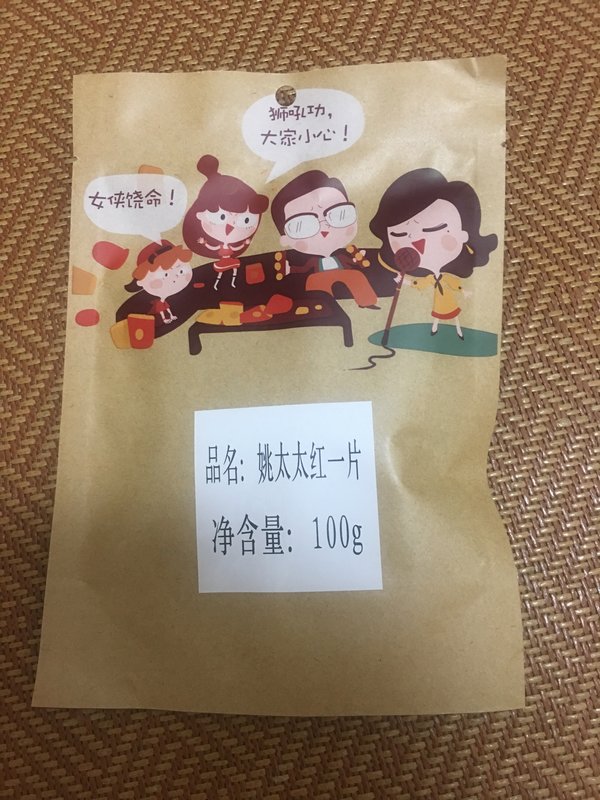 狮吼功，
大家小心！
女侠饶命！
品名：姚太太红一片
净含量：100g